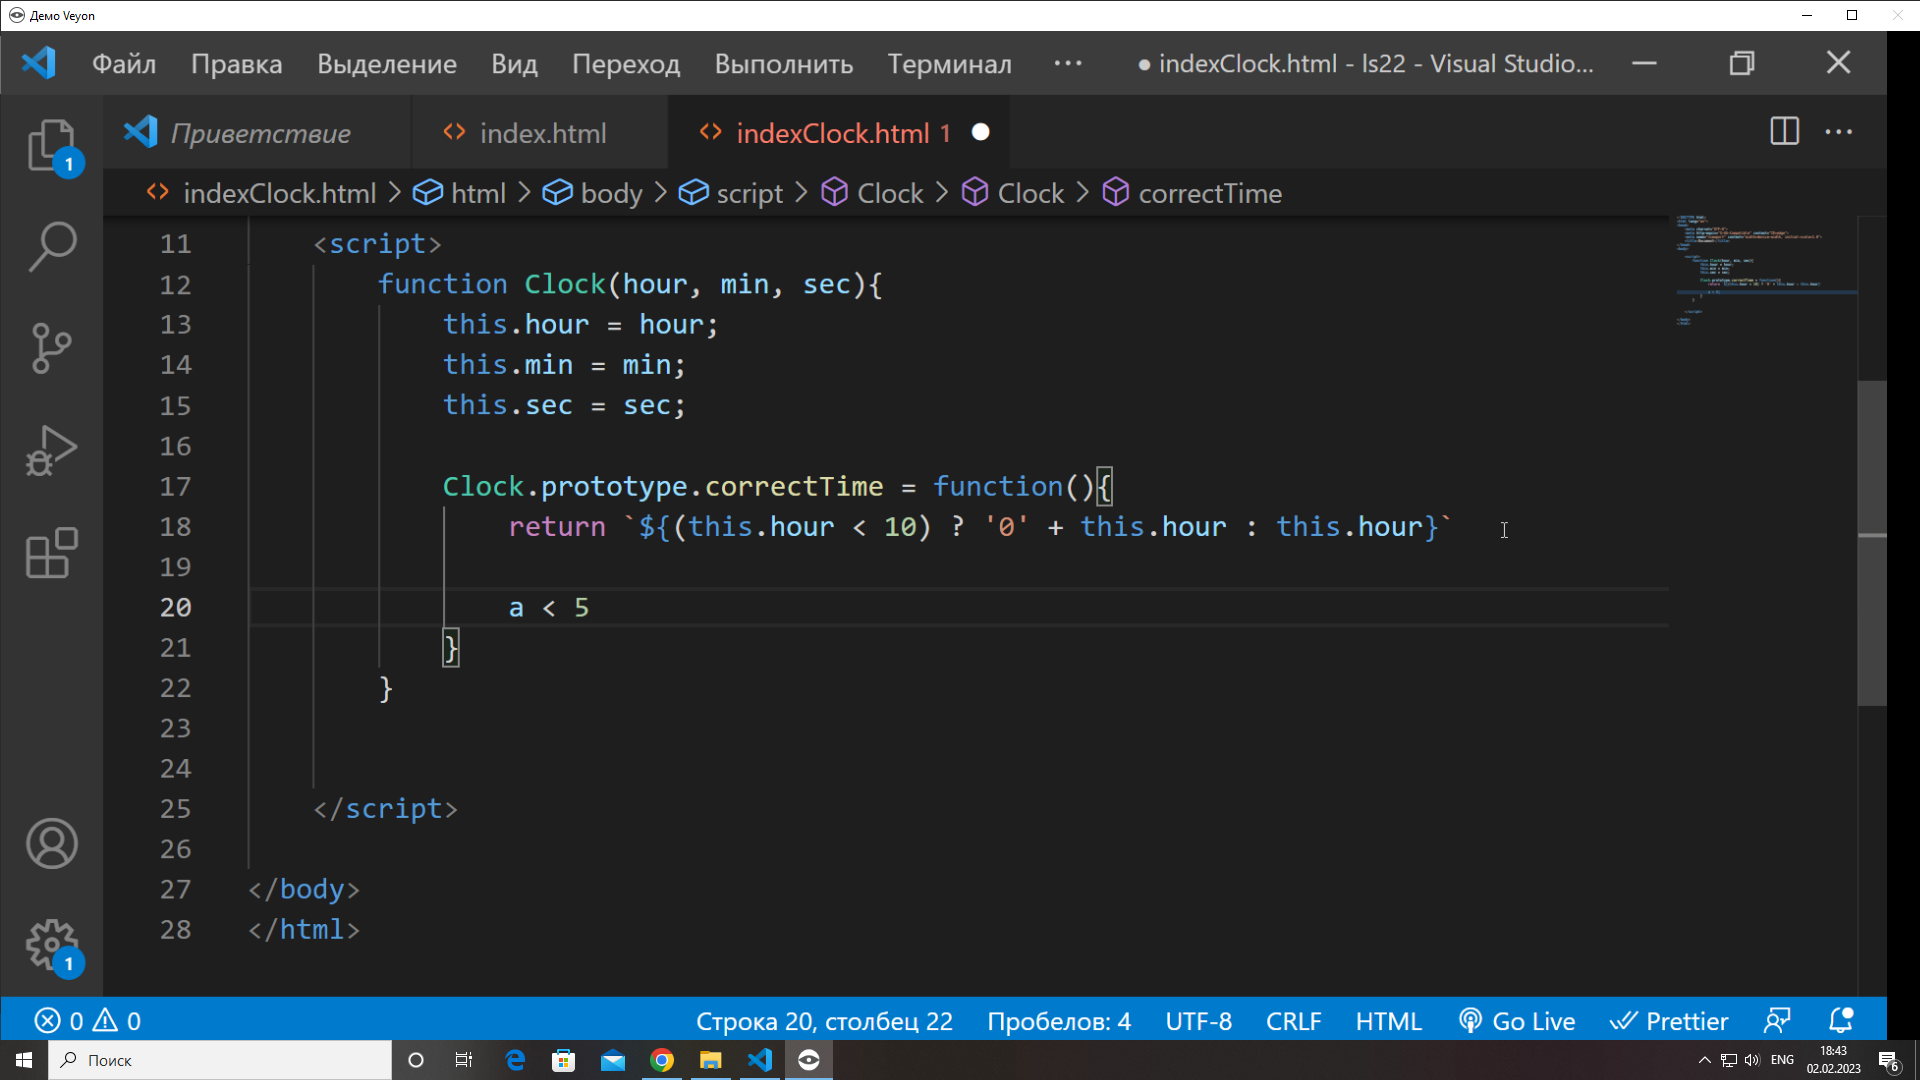 Демо Veyon
Файл Правка Выделение Вид Переход Выполнить Терминал ··· ● indexClock.html - ls22 - Visual Studio...
1
Приветствие index.html indexClock.html 1
indexClock.html > html > body > script > Clock > Clock > correctTime
11 <script>
12 function Clock(hour, min, sec){
13 this.hour = hour;
14 this.min = min;
15 this.sec = sec;
16
17 Clock.prototype.correctTime = function(){
18 return `${(this.hour < 10) ? '0' + this.hour : this.hour}`
19
20 a < 5
21 }
22 }
23
24
25 </script>
26
27 </body>
28 </html>
1
0 0 Строка 20, столбец 22 Пробелов: 4 UTF-8 CRLF HTML Go Live Prettier
Поиск ENG 18:43 6
02.02.2023